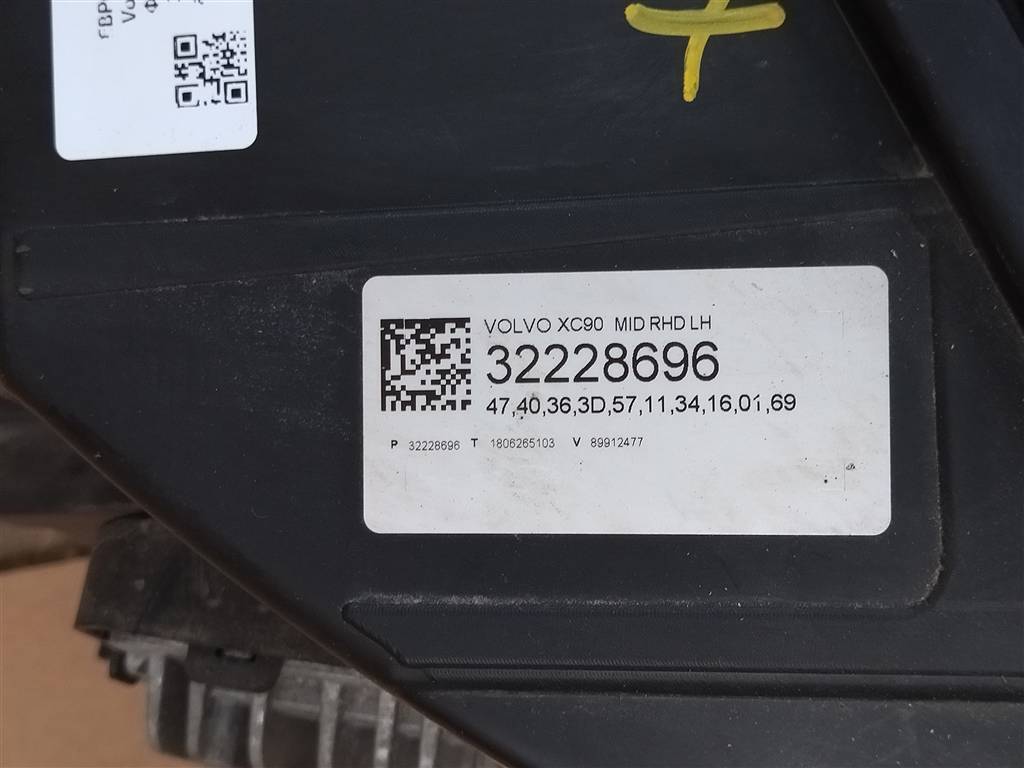 VOLVO XC90 MID RHD LH
32228696
47,40,36,3D,57,11,34,16,01,69
P 32228696 T 1806265103 V 89912477